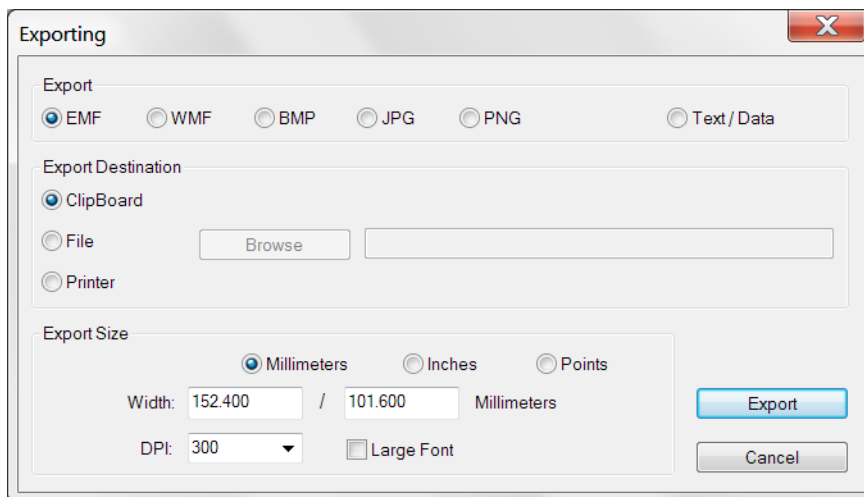 Exporting
Export
EMF WMF BMP JPG PNG Text / Data
Export Destination
ClipBoard
File Browse
Printer
Export Size
Millimeters Inches Points
Width: 152.400 / 101.600 Millimeters Export
DPI: 300 Large Font Cancel